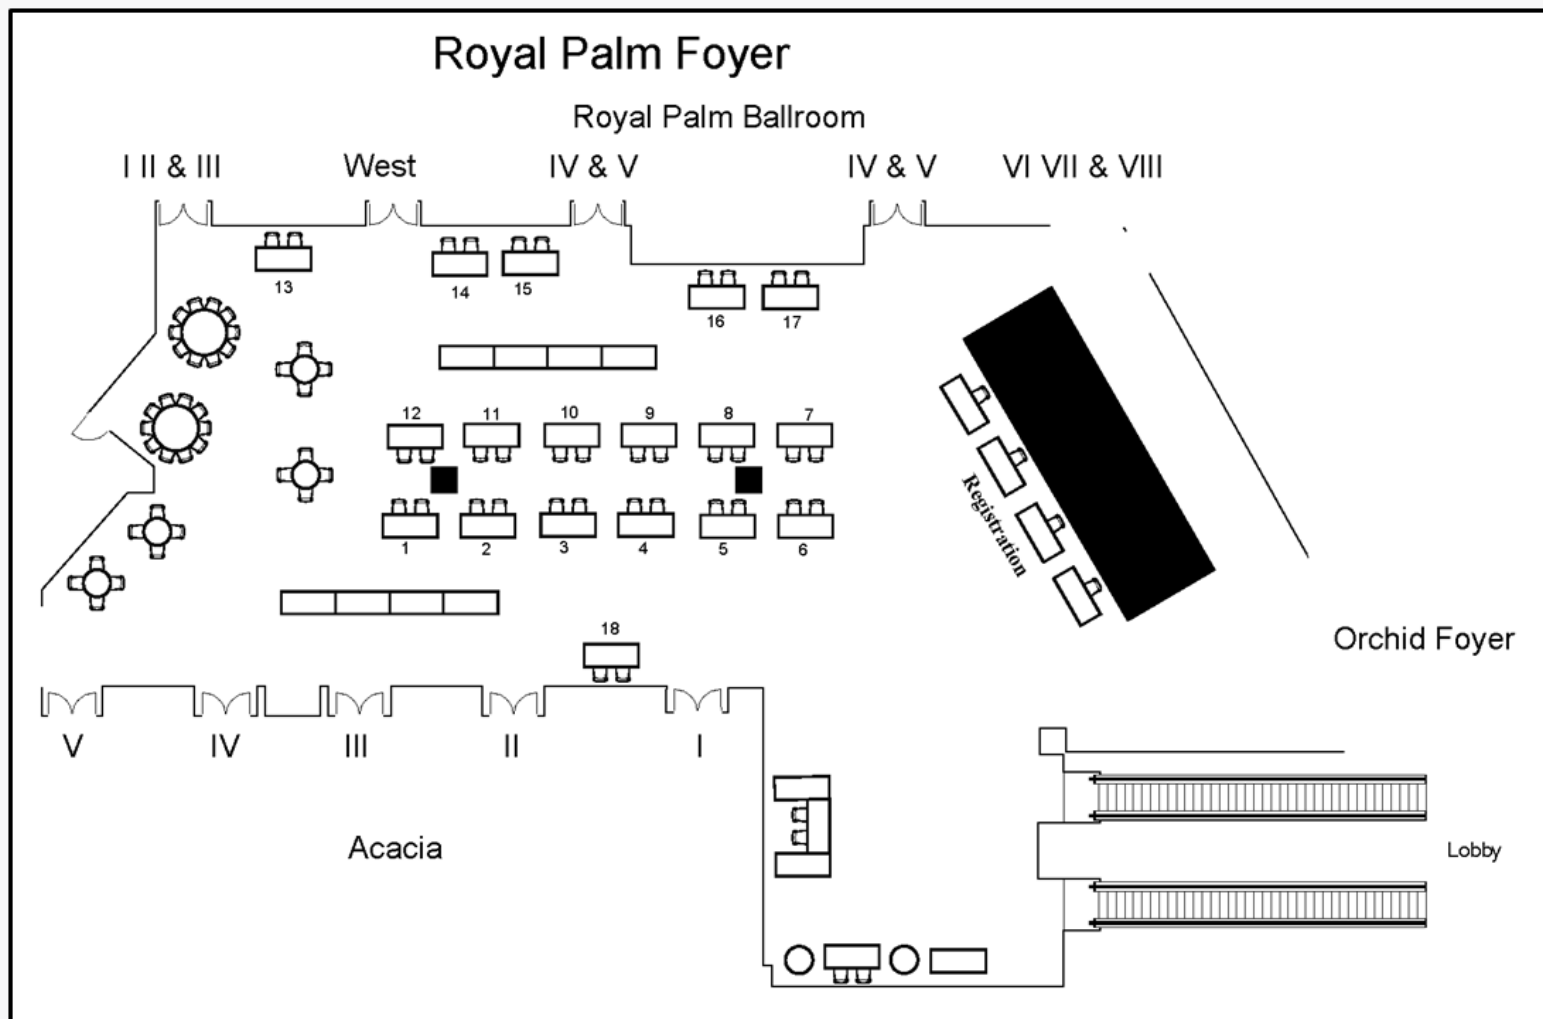 Royal Palm Foyer
Royal Palm Ballroom
I II & III
West
IV & V
IV & V
VI VII & VIII
13
14
15
16
17
12
11
10
9
8
7
1
2
3
4
5
6
Registration
18
Orchid Foyer
V
IV
III
II
I
Acacia
Lobby